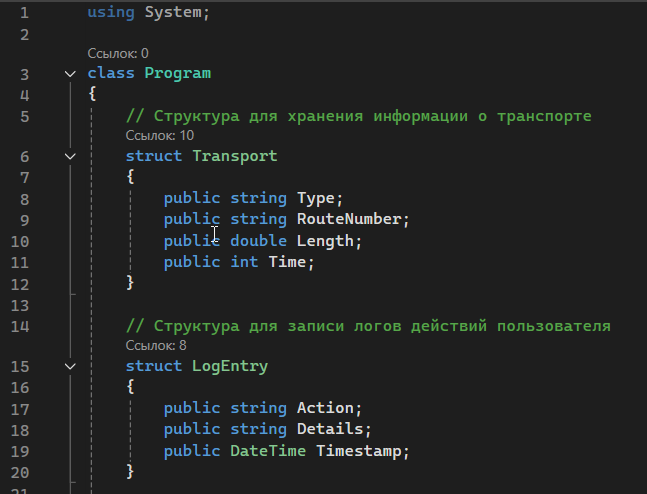 1 using System;
2
Ссылок: 0
3 class Program
4 {
5 // Структура для хранения информации о транспорте
Ссылок: 10
6 struct Transport
7 {
8 public string Type;
9 public string RouteNumber;
10 public double Length;
11 public int Time;
12 }
13
14 // Структура для записи логов действий пользователя
Ссылок: 8
15 struct LogEntry
16 {
17 public string Action;
18 public string Details;
19 public DateTime Timestamp;
20 }
21